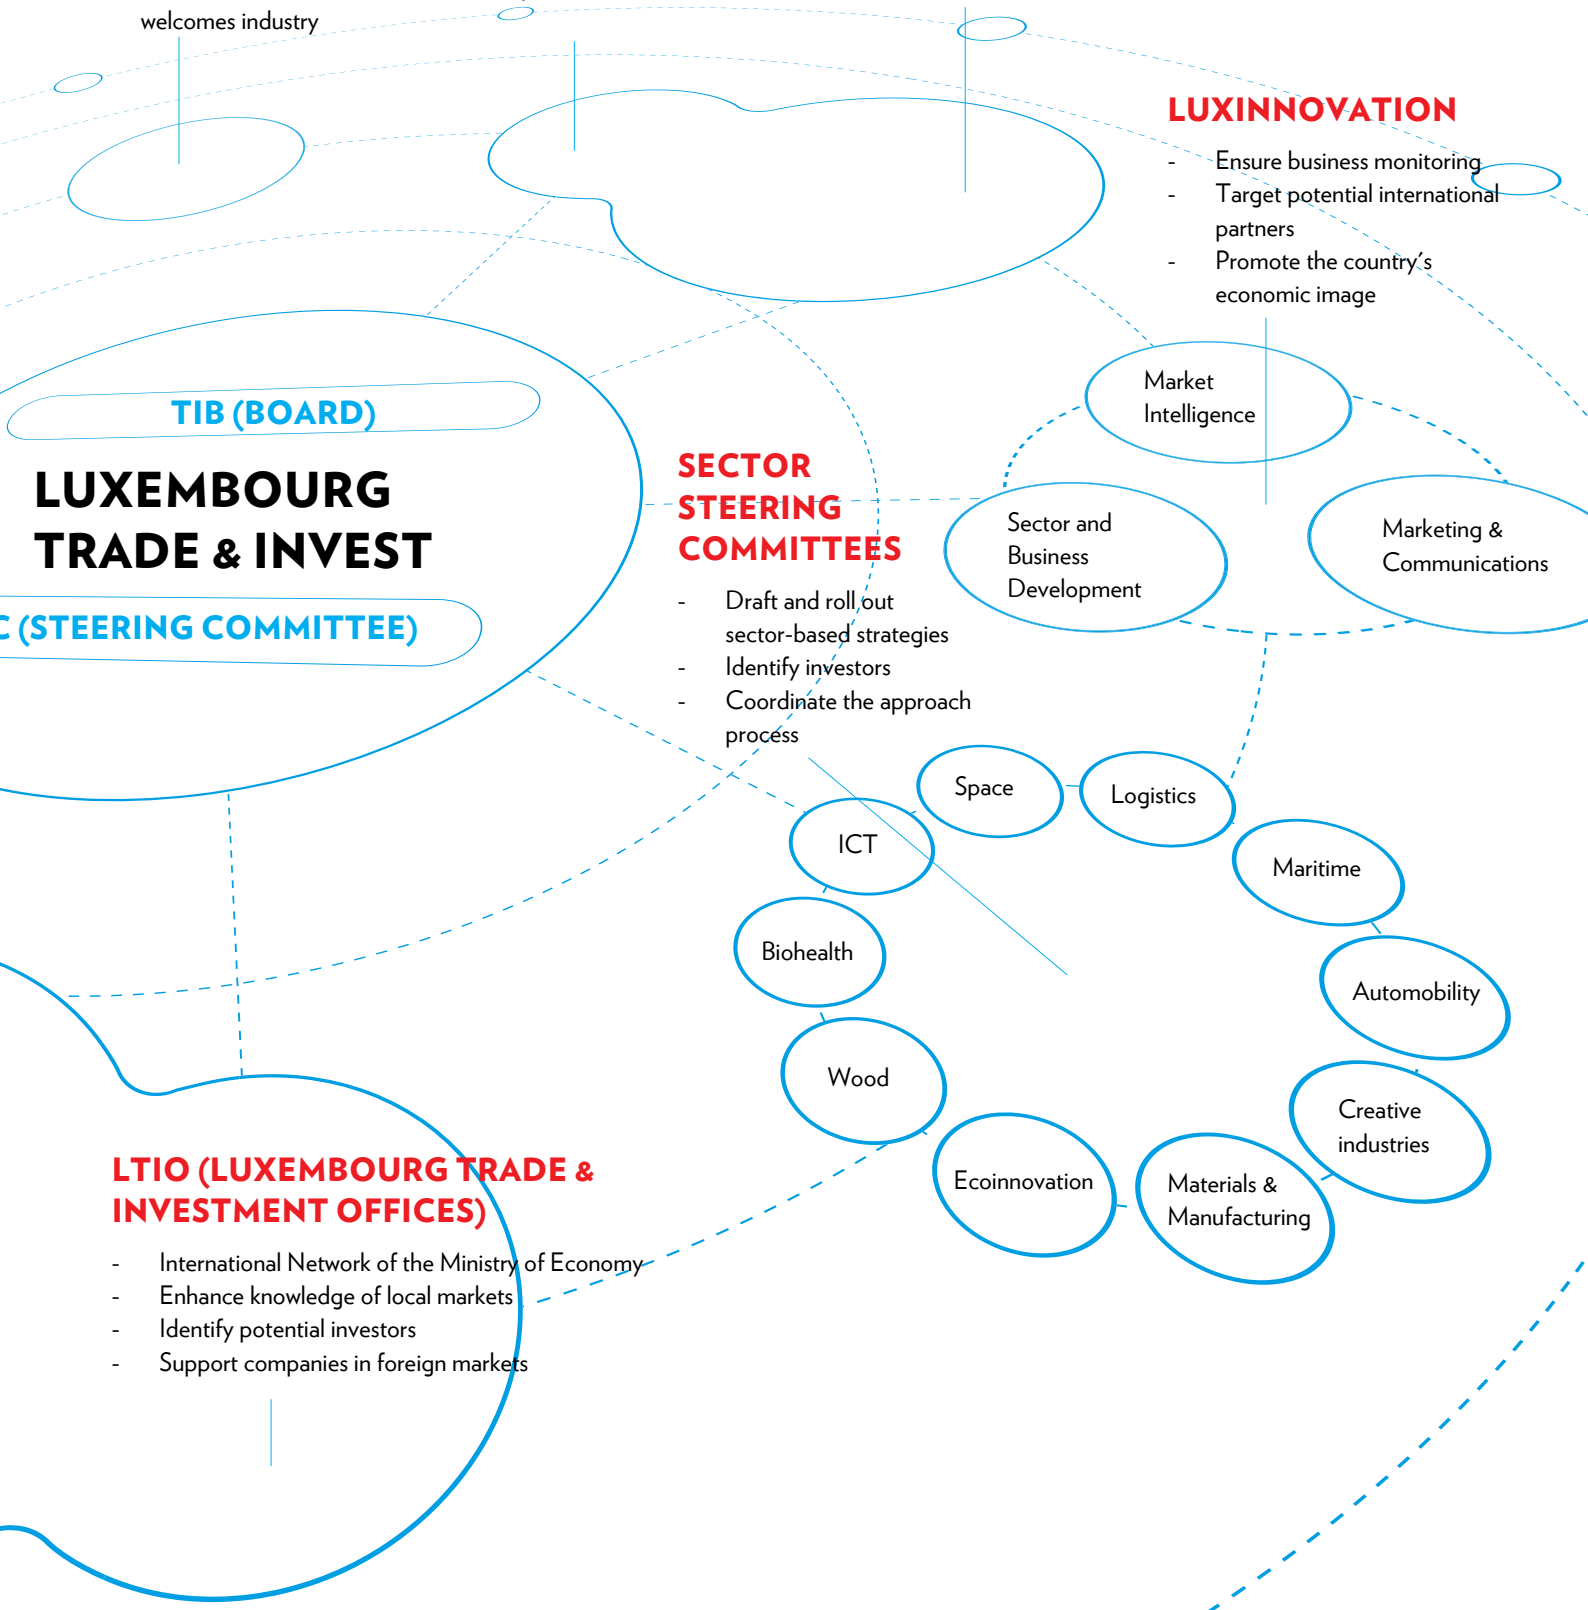 welcomes industry
LUXINNOVATION
- Ensure business monitoring
- Target potential international
partners
- Promote the country's
economic image
TIB (BOARD)
LUXEMBOURG
TRADE & INVEST
C (STEERING COMMITTEE)
Market
Intelligence
Sector and
Business
Development
Marketing &
Communications
SECTOR
STEERING
COMMITTEES
- Draft and roll out
sector-based strategies
- Identify investors
- Coordinate the approach
process
Space
Logistics
ICT
Maritime
Biohealth
Automobility
Wood
Creative
industries
Ecoinnovation
Materials &
Manufacturing
LTIO (LUXEMBOURG TRADE &
INVESTMENT OFFICES)
- International Network of the Ministry of Economy
- Enhance knowledge of local markets
- Identify potential investors
- Support companies in foreign markets